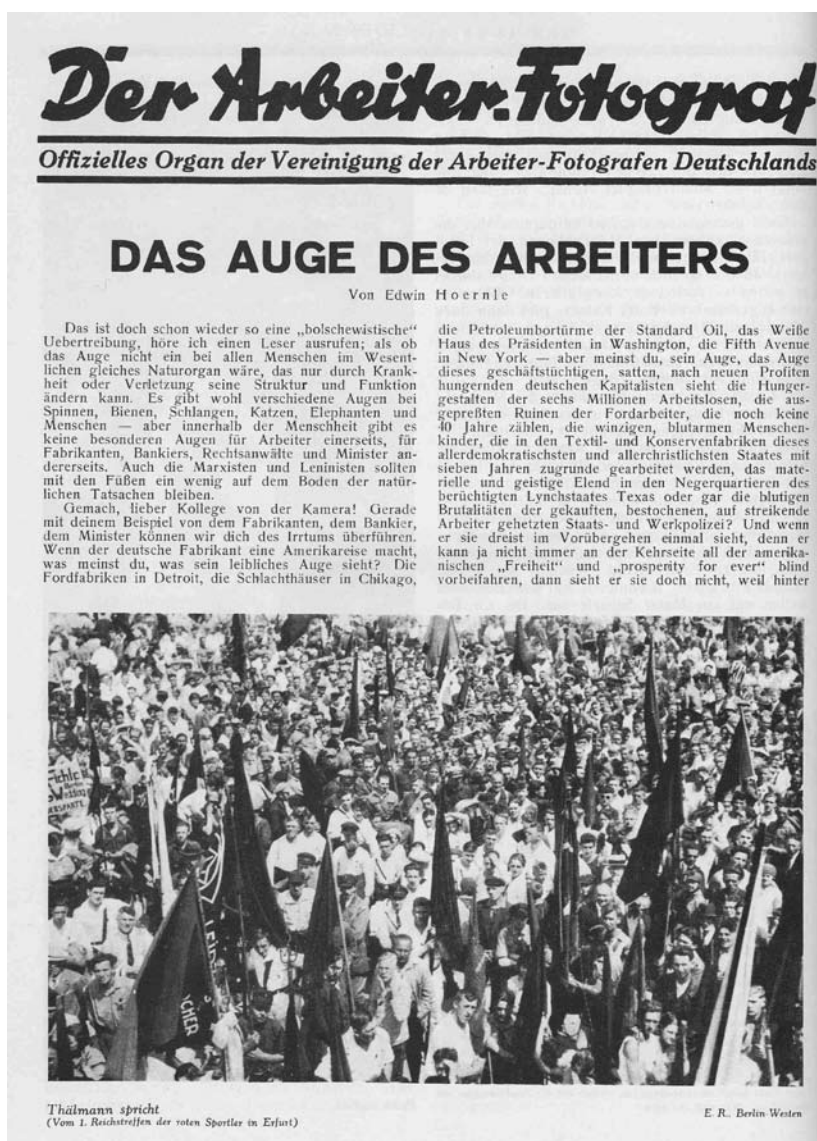 Der Arbeiter-Fotograf
Offizielles Organ der Vereinigung der Arbeiter-Fotografen Deutschlands
DAS AUGE DES ARBEITERS
Von Edwin Hoernle
Das ist doch schon wieder so eine „bolschewistische“
Uebertreibung, höre ich einen Leser ausrufen; als ob
das Auge nicht ein bei allen Menschen im Wesent-
lichen gleiches Naturorgan wäre, das nur durch Krank-
heit oder Verletzung seine Struktur und Funktion
ändern kann. Es gibt wohl verschiedene Augen bei
Spinnen, Bienen, Schlangen, Katzen, Elephanten und
Menschen — aber innerhalb der Menschheit gibt es
keine besonderen Augen für Arbeiter einerseits, für
Fabrikanten, Bankiers, Rechtsanwälte und Minister an-
dererseits. Auch die Marxisten und Leninisten sollten
mit den Füßen ein wenig auf dem Boden der natür-
lichen Tatsachen bleiben.
Gemach, lieber Kollege von der Kamera! Gerade
mit deinem Beispiel von dem Fabrikanten, dem Bankier,
dem Minister können wir dich des Irrtums überführen.
Wenn der deutsche Fabrikant eine Amerikareise macht,
was meinst du, was sein leibliches Auge sieht? Die
Fordfabriken in Detroit, die Schlachthäuser in Chikago,
die Petroleumbortürme der Standard Oil, das Weiße
Haus des Präsidenten in Washington, die Fifth Avenue
in New York — aber meinst du, sein Auge, das Auge
dieses geschäftstüchtigen, satten, nach neuen Profiten
hungernden deutschen Kapitalisten sieht die Hunger-
gestalten der sechs Millionen Arbeitslosen, die aus-
gepreßten Ruinen der Fordarbeiter, die noch keine
40 Jahre zählen, die winzigen, blutarmen Menschen-
kinder, die in den Textil- und Konservenfabriken dieses
allerdemokratischsten und allerchristlichsten Staates mit
sieben Jahren zugrunde gearbeitet werden, das mate-
rielle und geistige Elend in den Negerquartieren des
berüchtigten Lynchstaates Texas oder gar die blutigen
Brutalitäten der gekauften, bestochenen, auf streikende
Arbeiter gehetzten Staats- und Werkpolizei? Und wenn
er sie dreist im Vorübergehen einmal sieht, denn er
kann ja nicht immer an der Kehrseite all der amerika-
nischen „Freiheit“ und „prosperity for ever“ blind
vorbeifahren, dann sieht er sie doch nicht, weil hinter
Fichte
Berlin
Wedding
Thälmann spricht
(Vom 1. Reichstreffen der roten Sportler in Erfurt)
E. R., Berlin-Westen